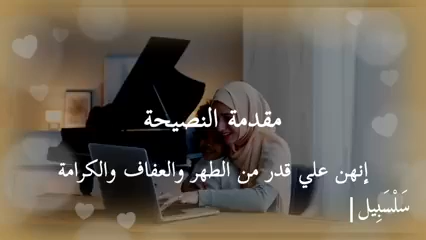 مقدمة النصيحة
إنهن علي قدر من الطهر والعفاف والكرامة
سَلْسَبِيل